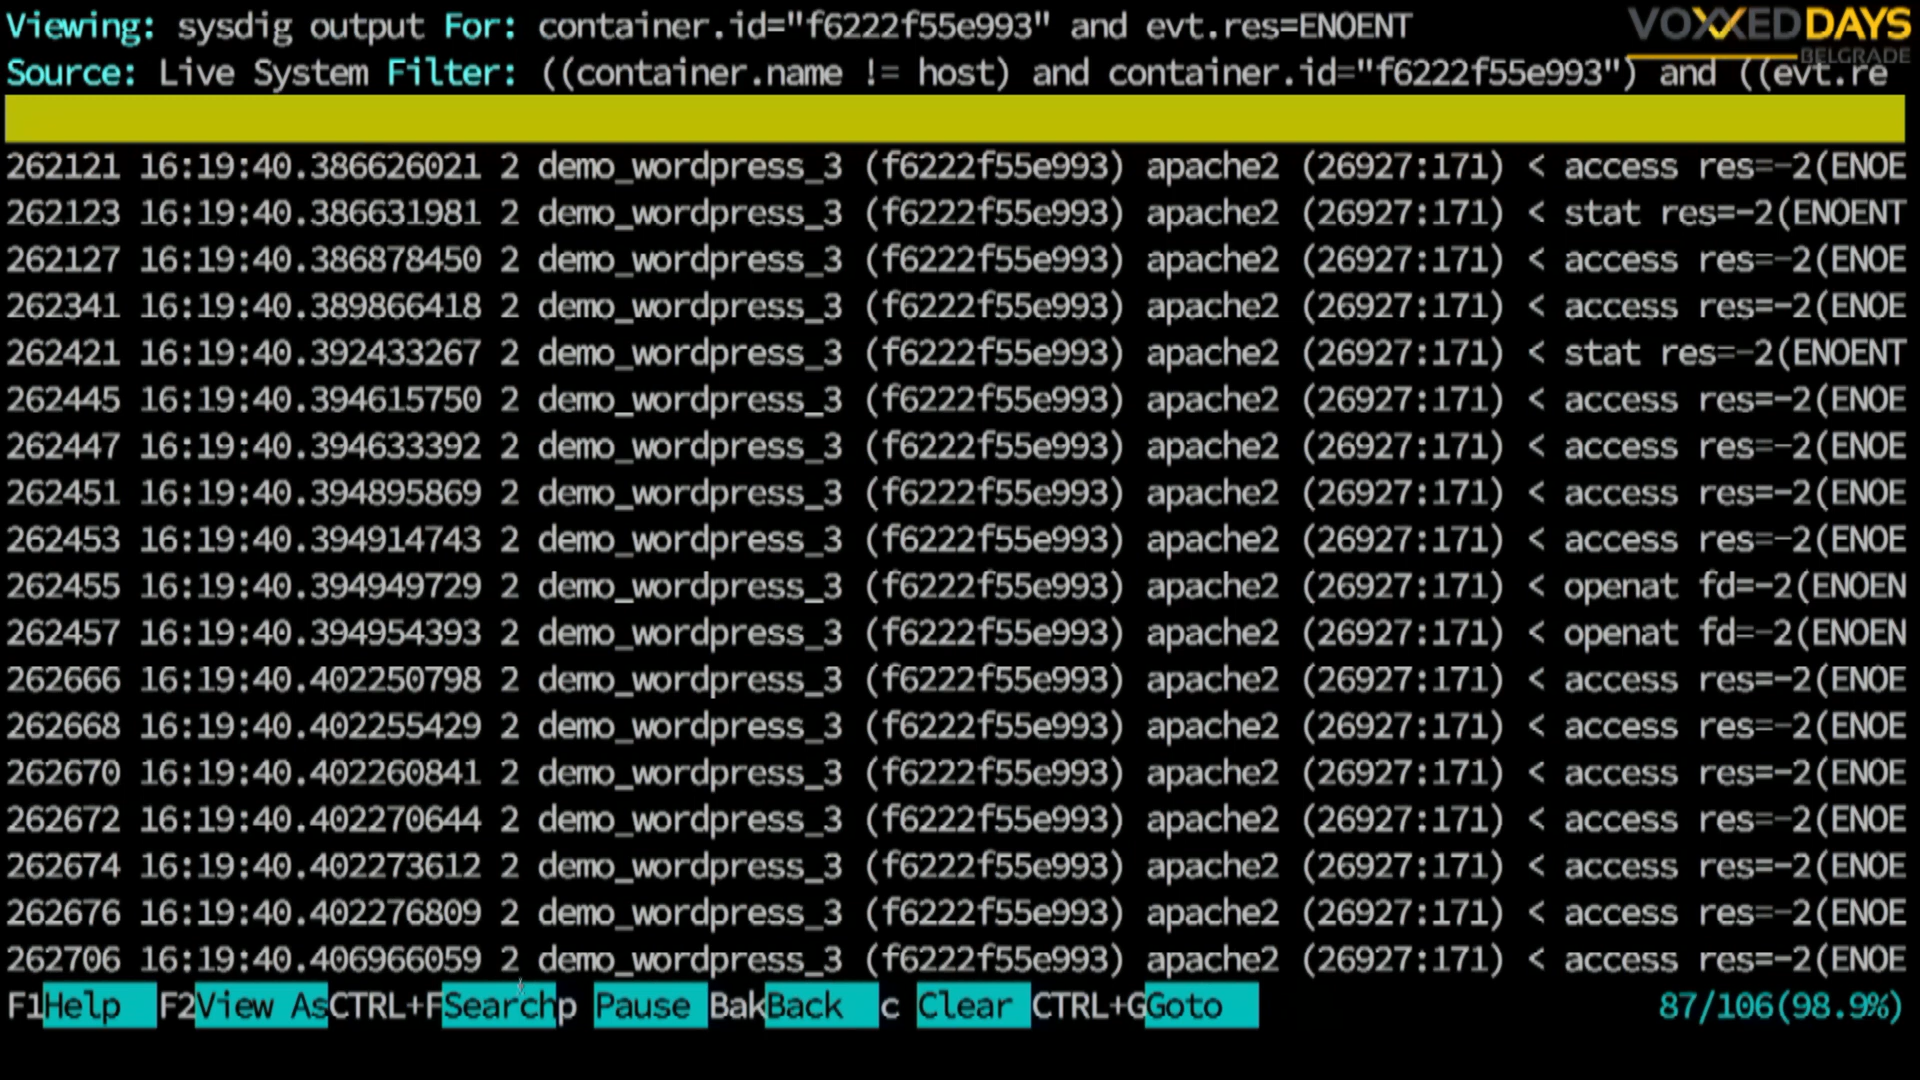 Viewing: sysdig output For: container.id="f6222f55e993" and evt.res=ENOENT
VOXXED DAYS
BELGRADE
Source: Live System Filter: ((container.name != host) and container.id="f6222f55e993") and ((evt.re
262121 16:19:40.386626021 2 demo_wordpress_3 (f6222f55e993) apache2 (26927:171) < access res=-2(ENOE
262123 16:19:40.386631981 2 demo_wordpress_3 (f6222f55e993) apache2 (26927:171) < stat res=-2(ENOENT
262127 16:19:40.386878450 2 demo_wordpress_3 (f6222f55e993) apache2 (26927:171) < access res=-2(ENOE
262341 16:19:40.389866418 2 demo_wordpress_3 (f6222f55e993) apache2 (26927:171) < access res=-2(ENOE
262421 16:19:40.392433267 2 demo_wordpress_3 (f6222f55e993) apache2 (26927:171) < stat res=-2(ENOENT
262445 16:19:40.394615750 2 demo_wordpress_3 (f6222f55e993) apache2 (26927:171) < access res=-2(ENOE
262447 16:19:40.394633392 2 demo_wordpress_3 (f6222f55e993) apache2 (26927:171) < access res=-2(ENOE
262451 16:19:40.394895869 2 demo_wordpress_3 (f6222f55e993) apache2 (26927:171) < access res=-2(ENOE
262453 16:19:40.394914743 2 demo_wordpress_3 (f6222f55e993) apache2 (26927:171) < access res=-2(ENOE
262455 16:19:40.394949729 2 demo_wordpress_3 (f6222f55e993) apache2 (26927:171) < openat fd=-2(ENOEN
262457 16:19:40.394954393 2 demo_wordpress_3 (f6222f55e993) apache2 (26927:171) < openat fd=-2(ENOEN
262666 16:19:40.402250798 2 demo_wordpress_3 (f6222f55e993) apache2 (26927:171) < access res=-2(ENOE
262668 16:19:40.402255429 2 demo_wordpress_3 (f6222f55e993) apache2 (26927:171) < access res=-2(ENOE
262670 16:19:40.402260841 2 demo_wordpress_3 (f6222f55e993) apache2 (26927:171) < access res=-2(ENOE
262672 16:19:40.402270644 2 demo_wordpress_3 (f6222f55e993) apache2 (26927:171) < access res=-2(ENOE
262674 16:19:40.402273612 2 demo_wordpress_3 (f6222f55e993) apache2 (26927:171) < access res=-2(ENOE
262676 16:19:40.402276809 2 demo_wordpress_3 (f6222f55e993) apache2 (26927:171) < access res=-2(ENOE
262706 16:19:40.406966059 2 demo_wordpress_3 (f6222f55e993) apache2 (26927:171) < access res=-2(ENOE
F1Help F2View AsCTRL+FSearchp Pause BakBack c Clear CTRL+GGoto 87/106(98.9%)